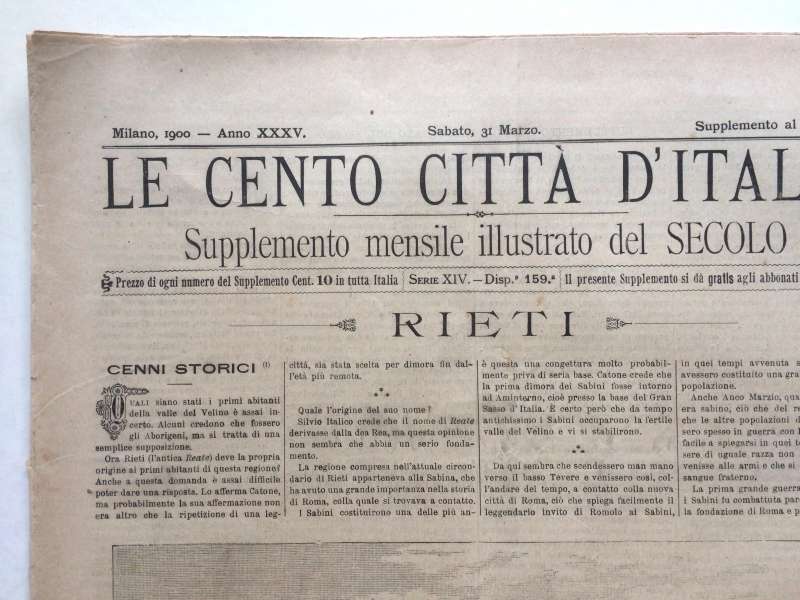 Milano, 1900 — Anno XXXV.
Sabato, 31 Marzo.
Supplemento al
LE CENTO CITTÀ D'ITAL
Supplemento mensile illustrato del SECOLO
Prezzo di ogni numero del Supplemento Cent. 10 in tutta Italia
SERIE XIV. — Disp.ª 159.ª
Il presente Supplemento si dà gratis agli abbonati
RIETI
CENNI STORICI (1)
QUALI siano stati i primi abitanti
della valle del Velino è assai in-
certo. Alcuni credono che fossero
gli Aborigeni, ma si tratta di una
semplice supposizione.
Ora Rieti (l'antica Reate) deve la propria
origine ai primi abitanti di questa regione?
Anche a questa domanda è assai difficile
poter dare una risposta. Lo afferma Catone,
ma probabilmente la sua affermazione non
era altro che la ripetizione di una leg-
città, sia stata scelta per dimora fin dal-
l'età più remota.
Quale l'origine del suo nome?
Silvio Italico crede che il nome di Reate
derivasse dalla dea Rea, ma questa opinione
non sembra che abbia un serio fonda-
mento.
La regione compresa nell'attuale circon-
dario di Rieti apparteneva alla Sabina, che
ha avuto una grande importanza nella storia
di Roma, colla quale si trovava a contatto.
I Sabini costituirono una delle più an-
è questa una congettura molto probabil-
mente priva di seria base. Catone crede che
la prima dimora dei Sabini fosse intorno
ad Aminterno, cioè presso la base del Gran
Sasso d'Italia. È certo però che da tempo
antichissimo i Sabini occuparono la fertile
valle del Velino e vi si stabilirono.
Da qui sembra che scendessero man mano
verso il basso Tevere e venissero così, col-
l'andare del tempo, a contatto colla nuova
città di Roma, ciò che spiega facilmente il
leggendario invito di Romolo ai Sabini,
in quei tempi avvenuta s
avessero costituito una gra
popolazione.
Anche Anco Marzio, qua
era sabino, ciò che del re
che le altre popolazioni d
sero spesso in guerra con
facile a spiegarsi in quei t
sere di uguale razza non
venisse alle armi e che si
sangue fraterno.
La prima grande guerra
i Sabini fu combattuta par
la fondazione di Roma e p